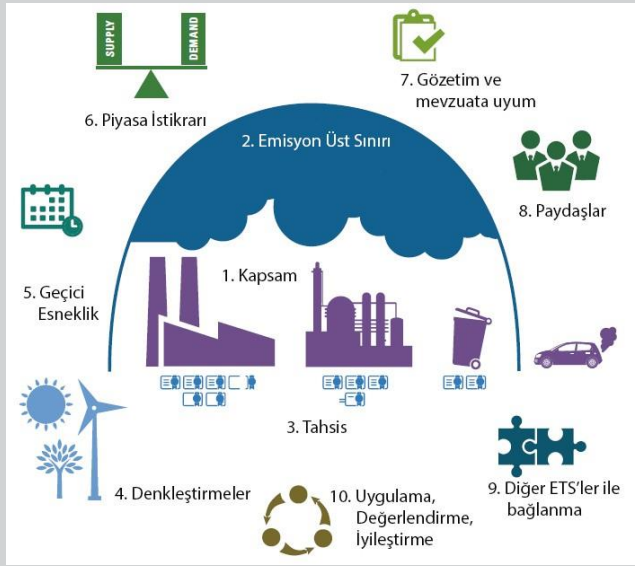 SUPPLY
DEMAND
6. Piyasa İstikrarı
7. Gözetim ve
mevzuata uyum
2. Emisyon Üst Sınırı
8. Paydaşlar
5. Geçici
Esneklik
1. Kapsam
3. Tahsis
4. Denkleştirmeler
10. Uygulama,
Değerlendirme,
İyileştirme
9. Diğer ETS'ler ile
bağlanma